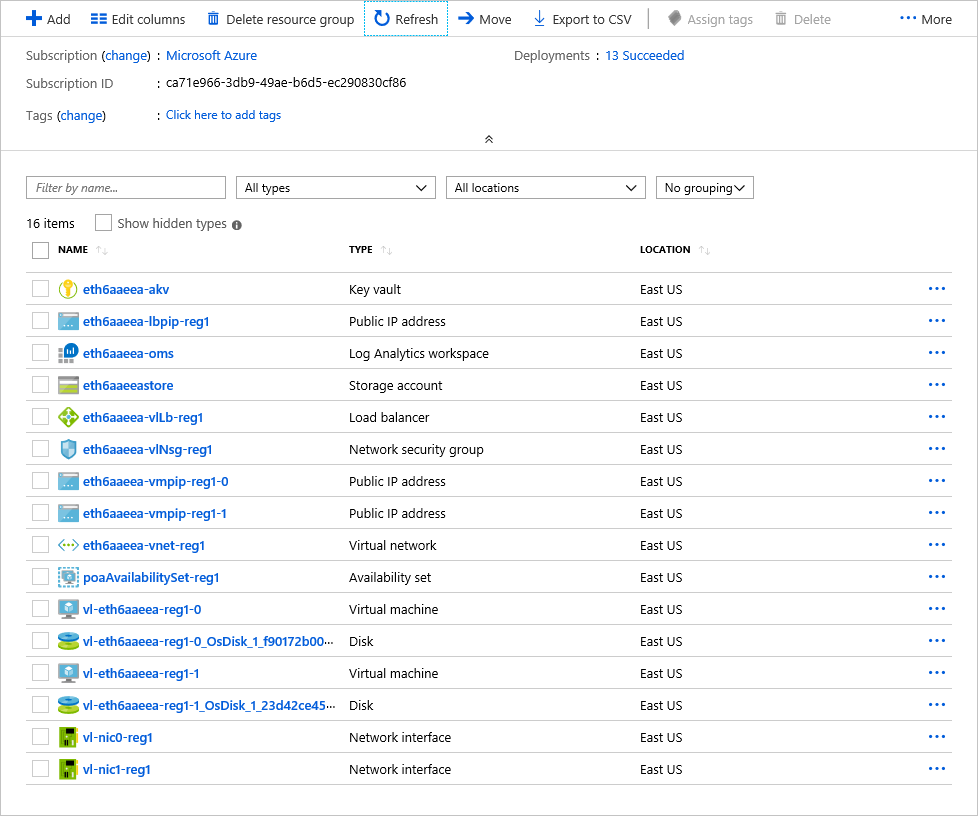 Add Edit columns Delete resource group Refresh Move Export to CSV Assign tags Delete ··· More
Subscription (change) : Microsoft Azure Deployments : 13 Succeeded
Subscription ID : ca71e966-3db9-49ae-b6d5-ec290830cf86
Tags (change) : Click here to add tags
Filter by name... All types All locations No grouping
16 items Show hidden types
NAME TYPE LOCATION
eth6aaeea-akv Key vault East US ···
eth6aaeea-lbpip-reg1 Public IP address East US ···
eth6aaeea-oms Log Analytics workspace East US ···
eth6aaeeastore Storage account East US ···
eth6aaeea-vlLb-reg1 Load balancer East US ···
eth6aaeea-vlNsg-reg1 Network security group East US ···
eth6aaeea-vmpip-reg1-0 Public IP address East US ···
eth6aaeea-vmpip-reg1-1 Public IP address East US ···
eth6aaeea-vnet-reg1 Virtual network East US ···
poaAvailabilitySet-reg1 Availability set East US ···
vl-eth6aaeea-reg1-0 Virtual machine East US ···
vl-eth6aaeea-reg1-0_OsDisk_1_f90172b00··· Disk East US ···
vl-eth6aaeea-reg1-1 Virtual machine East US ···
vl-eth6aaeea-reg1-1_OsDisk_1_23d42ce45··· Disk East US ···
vl-nic0-reg1 Network interface East US ···
vl-nic1-reg1 Network interface East US ···